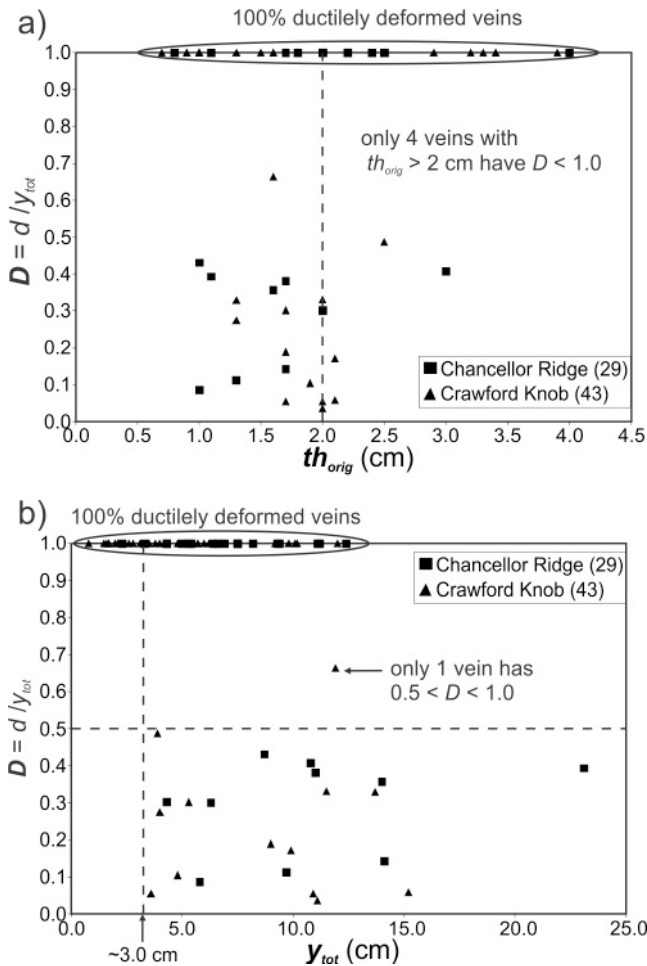 a)
100% ductilely deformed veins
1.0
0.9
0.8
0.7
0.6
0.5
0.4
0.3
0.2
0.1
0.0
D = d /y_tot
only 4 veins with
th_orig > 2 cm have D < 1.0
Chancellor Ridge (29)
Crawford Knob (43)
0.0 0.5 1.0 1.5 2.0 2.5 3.0 3.5 4.0 4.5
th_orig (cm)
b)
100% ductilely deformed veins
1.0
0.9
0.8
0.7
0.6
0.5
0.4
0.3
0.2
0.1
0.0
D = d /y_tot
Chancellor Ridge (29)
Crawford Knob (43)
only 1 vein has
0.5 < D < 1.0
0.0 5.0 10.0 15.0 20.0 25.0
~3.0 cm
y_tot (cm)